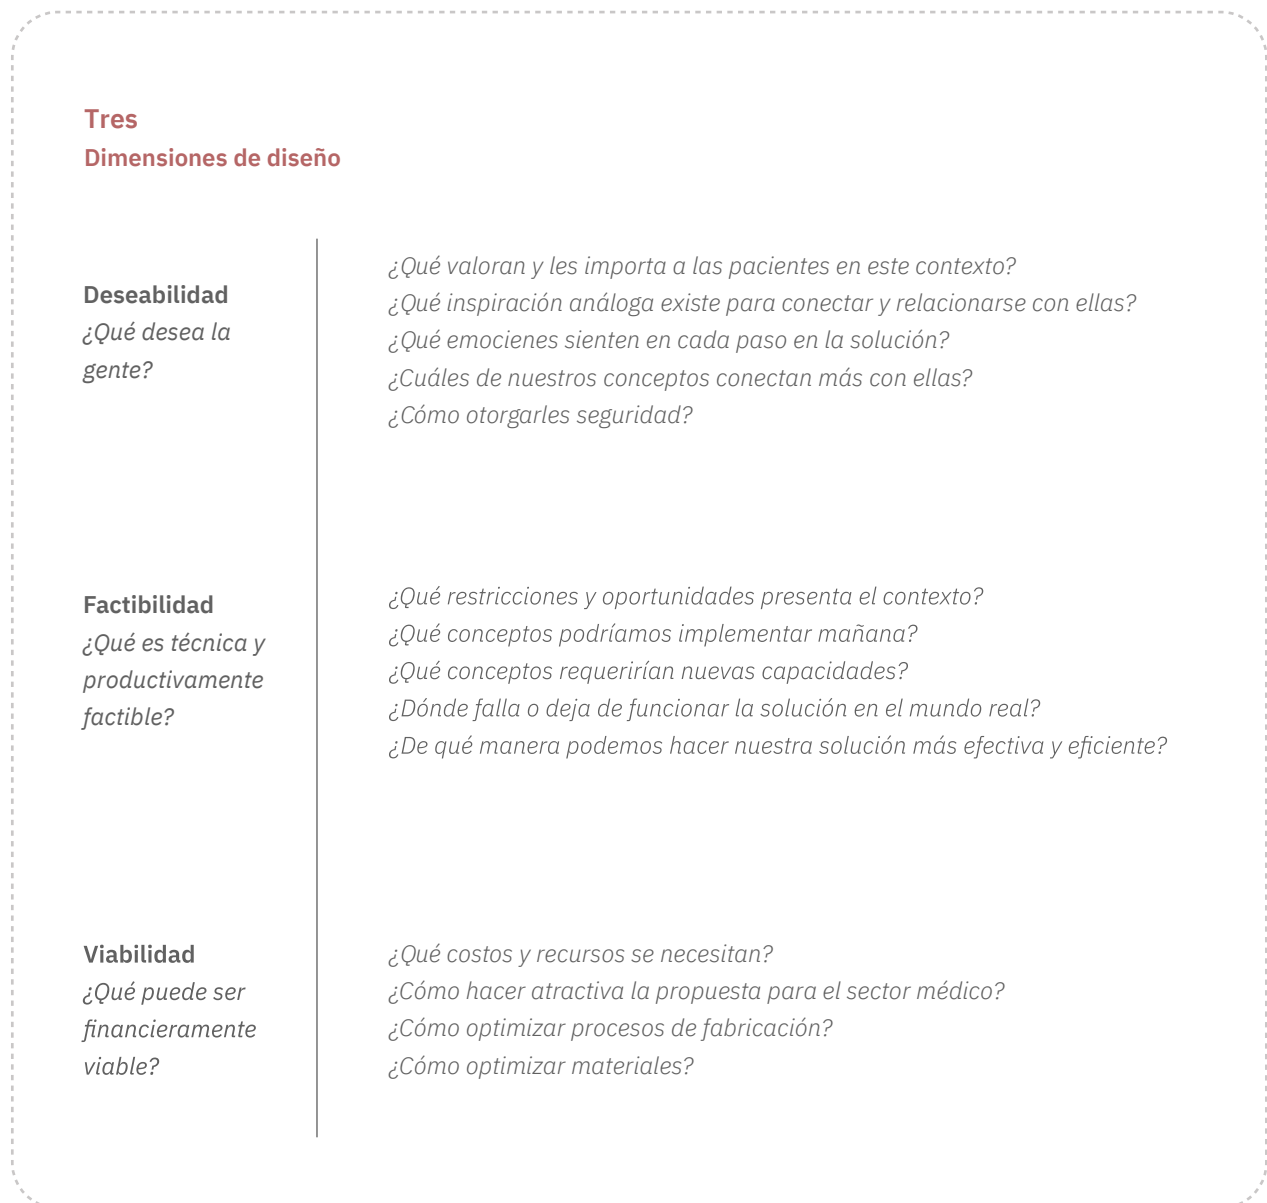 Tres
Dimensiones de diseño
Deseabilidad
¿Qué desea la
gente?
¿Qué valoran y les importa a las pacientes en este contexto?
¿Qué inspiración análoga existe para conectar y relacionarse con ellas?
¿Qué emocienes sienten en cada paso en la solución?
¿Cuáles de nuestros conceptos conectan más con ellas?
¿Cómo otorgarles seguridad?
Factibilidad
¿Qué es técnica y
productivamente
factible?
¿Qué restricciones y oportunidades presenta el contexto?
¿Qué conceptos podríamos implementar mañana?
¿Qué conceptos requerirían nuevas capacidades?
¿Dónde falla o deja de funcionar la solución en el mundo real?
¿De qué manera podemos hacer nuestra solución más efectiva y eficiente?
Viabilidad
¿Qué puede ser
financieramente
viable?
¿Qué costos y recursos se necesitan?
¿Cómo hacer atractiva la propuesta para el sector médico?
¿Cómo optimizar procesos de fabricación?
¿Cómo optimizar materiales?